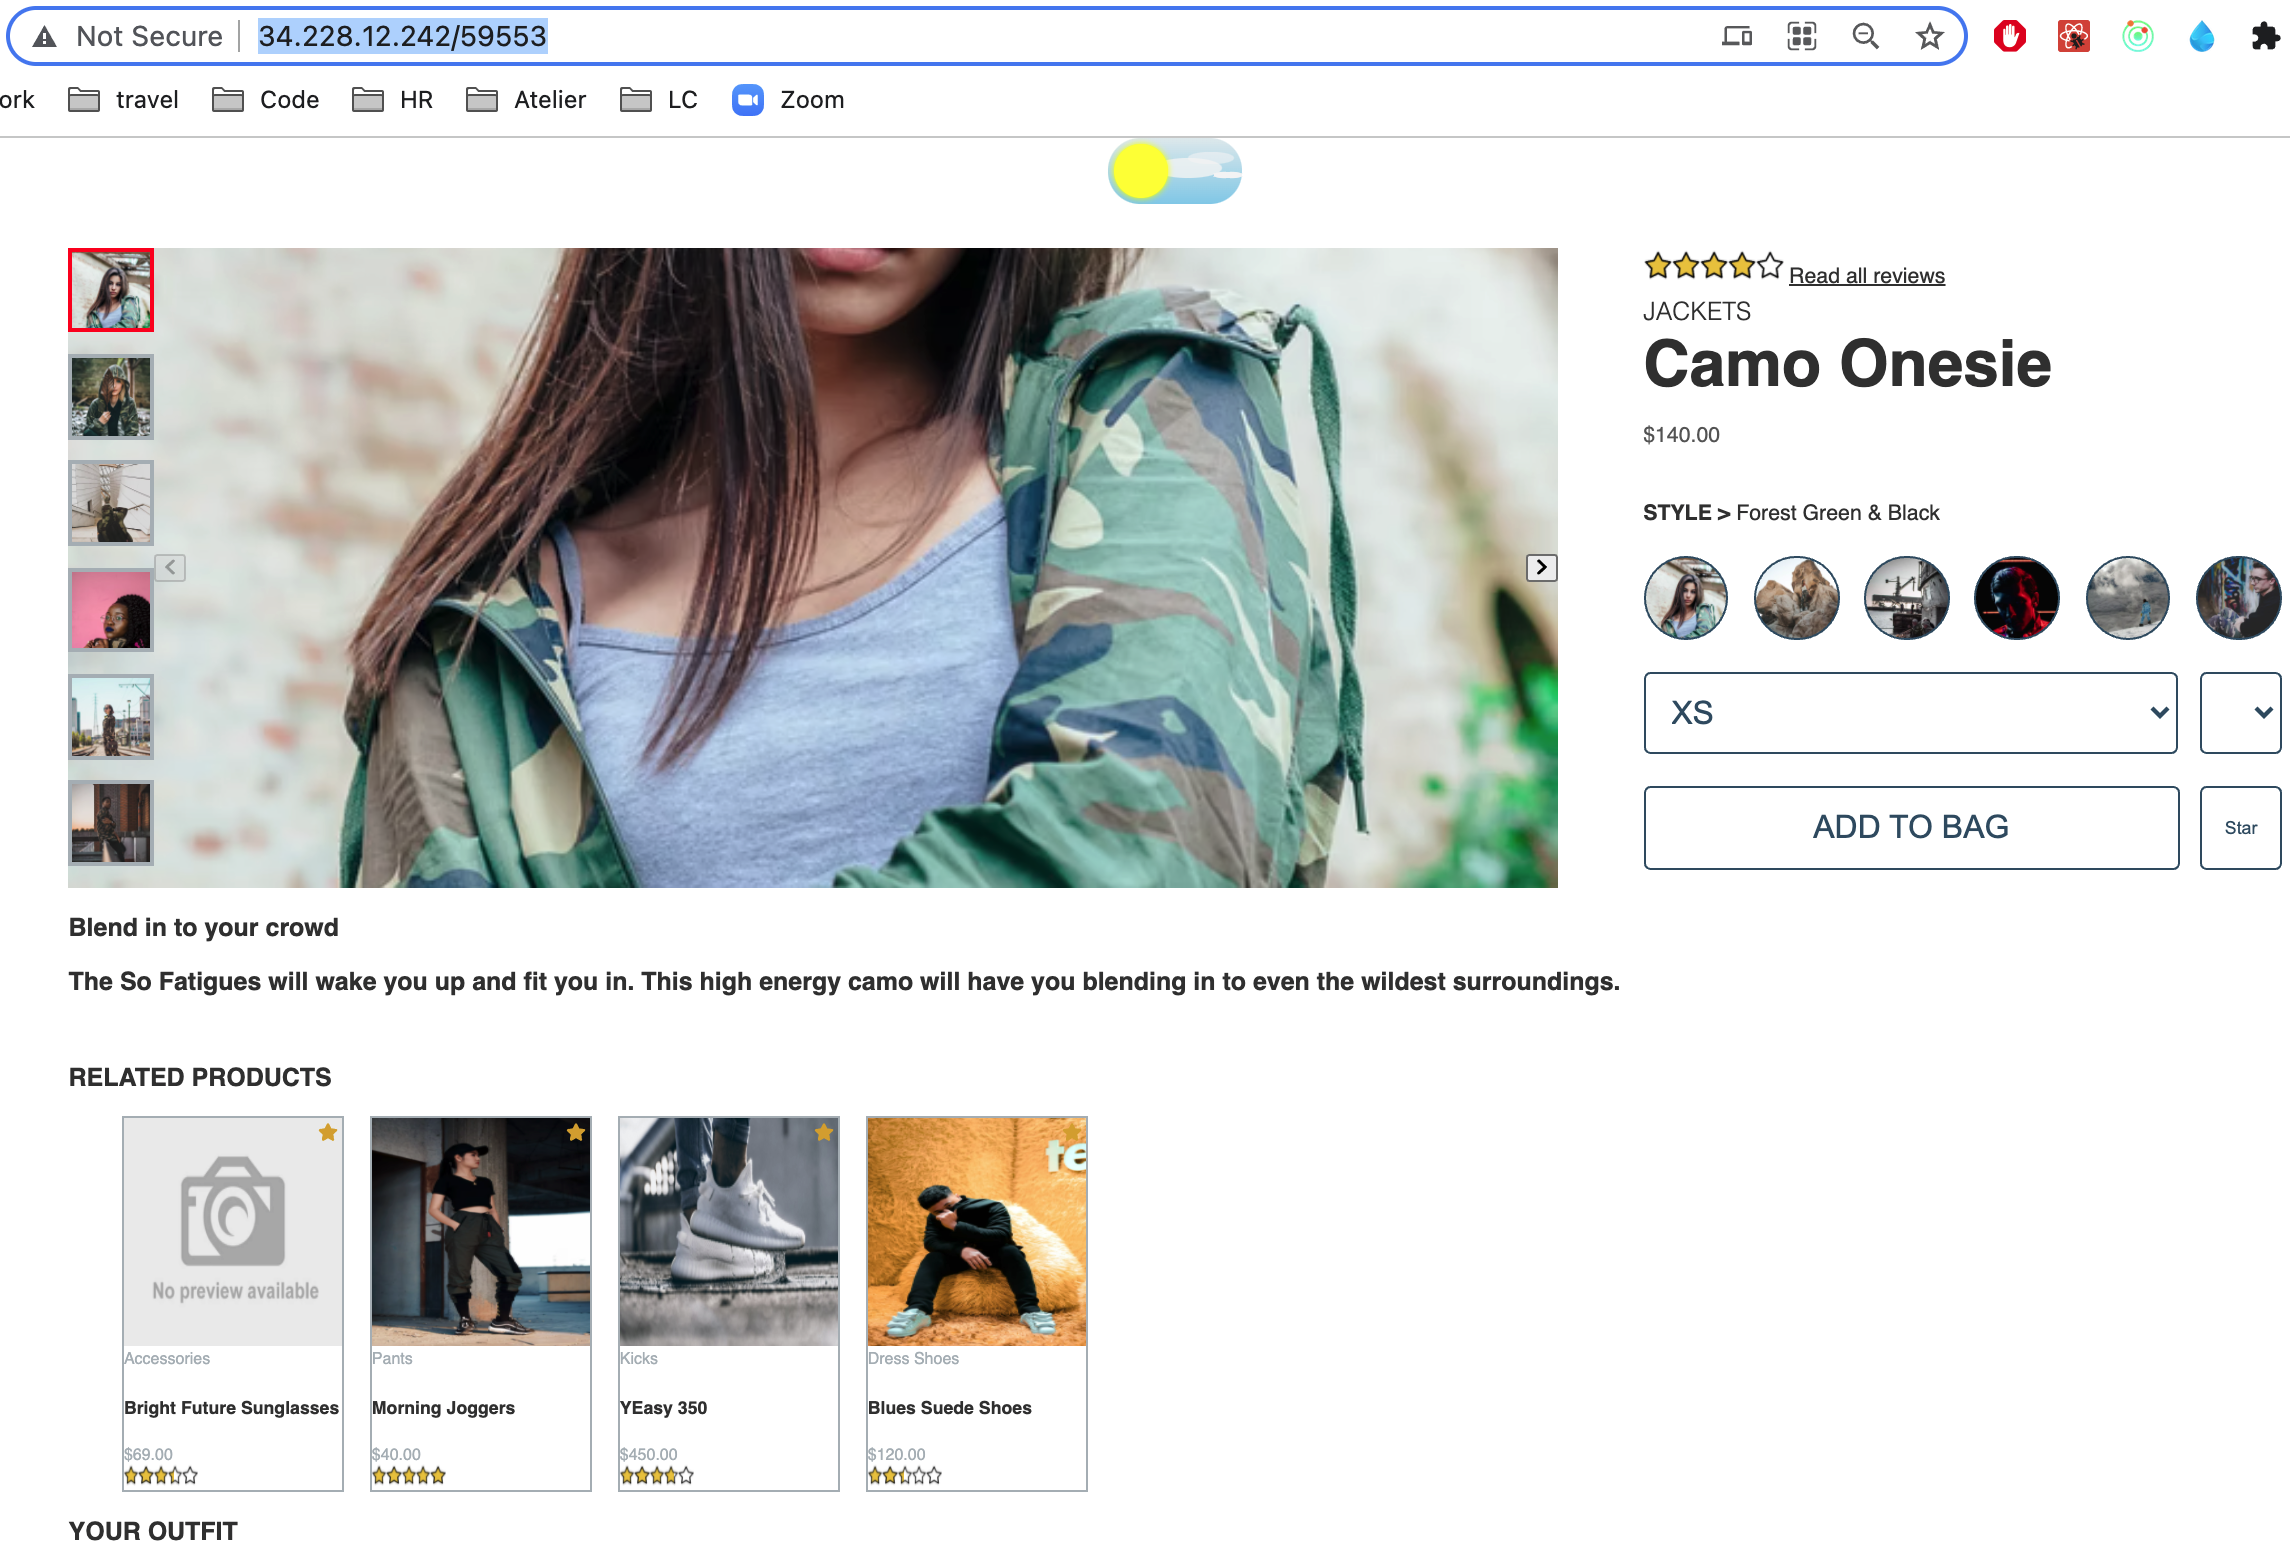 Not Secure
34.228.12.242/59553
ork
travel
Code
HR
Atelier
LC
Zoom
Read all reviews
JACKETS
Camo Onesie
$140.00
STYLE > Forest Green & Black
XS
ADD TO BAG
Star
Blend in to your crowd
The So Fatigues will wake you up and fit you in. This high energy camo will have you blending in to even the wildest surroundings.
RELATED PRODUCTS
No preview available
te
Accessories
Bright Future Sunglasses
$69.00
Pants
Morning Joggers
$40.00
Kicks
YEasy 350
$450.00
Dress Shoes
Blues Suede Shoes
$120.00
YOUR OUTFIT